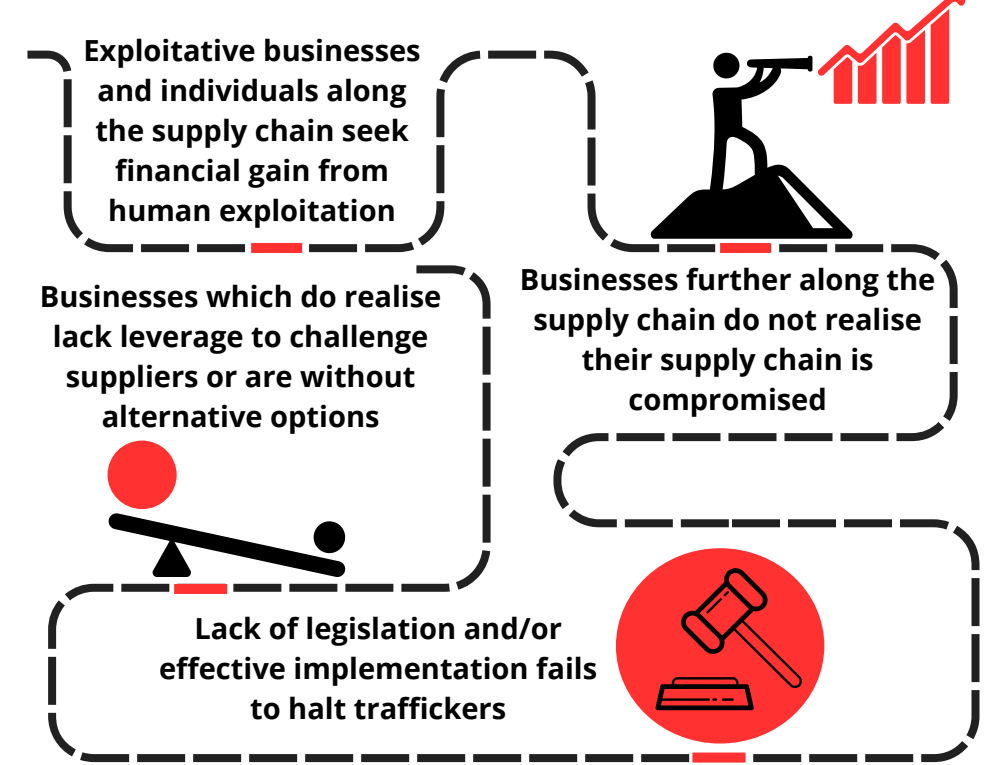 Exploitative businesses
and individuals along
the supply chain seek
financial gain from
human exploitation
Businesses further along the
supply chain do not realise
their supply chain is
compromised
Businesses which do realise
lack leverage to challenge
suppliers or are without
alternative options
Lack of legislation and/or
effective implementation fails
to halt traffickers